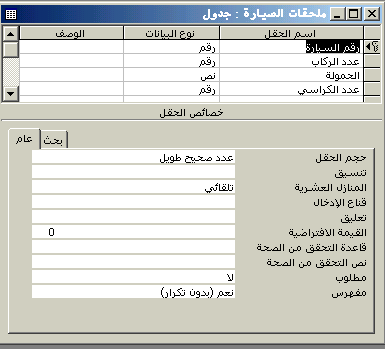 ملحقات السيارة : جدول
اسم الحقل نوع البيانات الوصف
رقم السيارة رقم
عدد الركاب رقم
الحمولة نص
عدد الكراسي رقم
خصائص الحقل
عام بحث
حجم الحقل عدد صحيح طويل
تنسيق
المنازل العشرية تلقائي
قناع الإدخال
تعليق
القيمة الافتراضية 0
قاعدة التحقق من الصحة
نص التحقق من الصحة
مطلوب لا
مفهرس نعم (بدون تكرار)